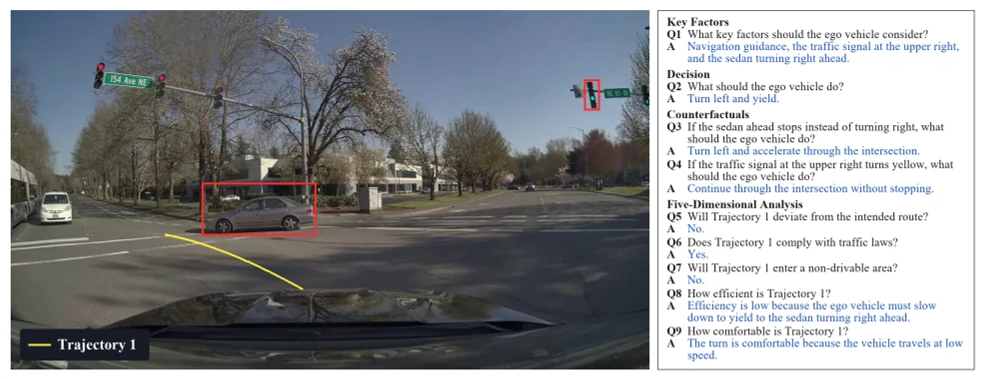 154 Ave NE
NE 85 St
Trajectory 1
Key Factors
Q1 What key factors should the ego vehicle consider?
A Navigation guidance, the traffic signal at the upper right,
and the sedan turning right ahead.
Decision
Q2 What should the ego vehicle do?
A Turn left and yield.
Counterfactuals
Q3 If the sedan ahead stops instead of turning right, what
should the ego vehicle do?
A Turn left and accelerate through the intersection.
Q4 If the traffic signal at the upper right turns yellow, what
should the ego vehicle do?
A Continue through the intersection without stopping.
Five-Dimensional Analysis
Q5 Will Trajectory 1 deviate from the intended route?
A No.
Q6 Does Trajectory 1 comply with traffic laws?
A Yes.
Q7 Will Trajectory 1 enter a non-drivable area?
A No.
Q8 How efficient is Trajectory 1?
A Efficiency is low because the ego vehicle must slow
down to yield to the sedan turning right ahead.
Q9 How comfortable is Trajectory 1?
A The turn is comfortable because the vehicle travels at low
speed.